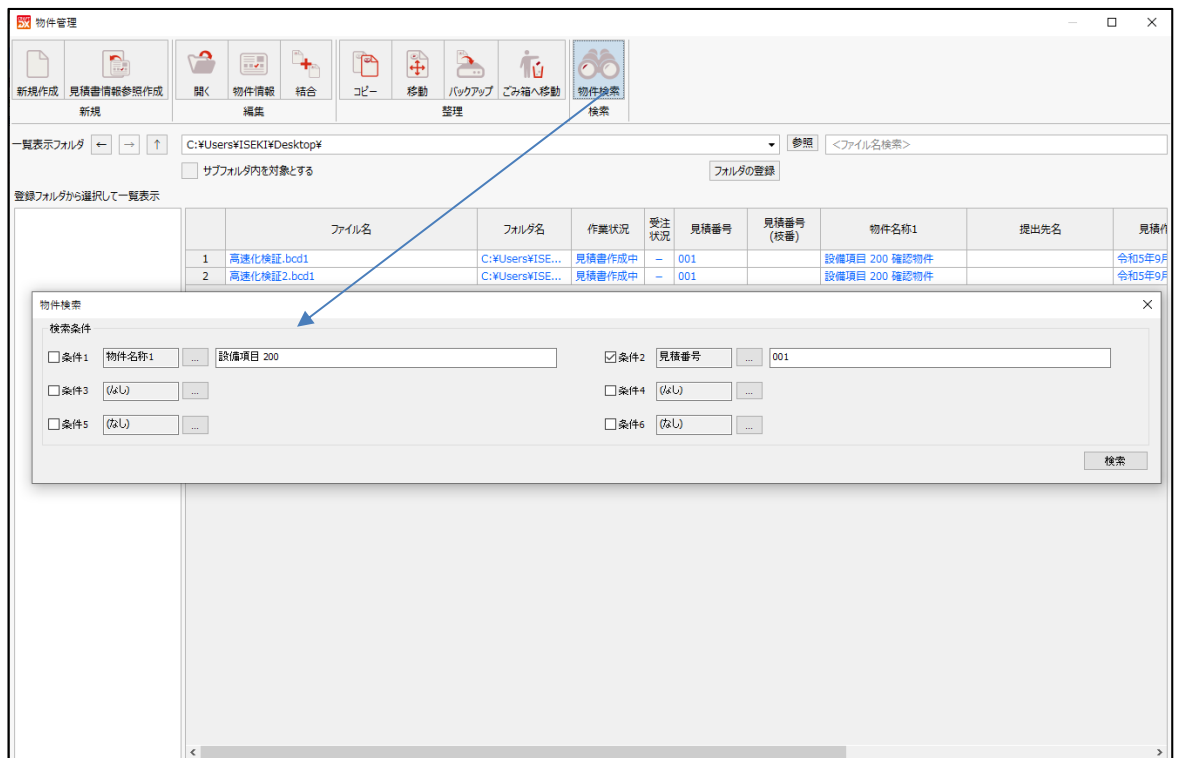 物件管理
新規作成 見積書情報参照作成 開く 物件情報 結合 コピー 移動 バックアップ ごみ箱へ移動 物件検索
新規 編集 整理 検索
一覧表示フォルダ ← → ↑ C:¥Users¥ISEKI¥Desktop¥ 参照 <ファイル名検索>
サブフォルダ内を対象とする フォルダの登録
登録フォルダから選択して一覧表示
ファイル名 フォルダ名 作業状況 受注状況 見積番号 見積番号(枝番) 物件名称1 提出先名 見積作
1 高速化検証.bcd1 C:¥Users¥ISE... 見積書作成中 － 001 設備項目 200 確認物件 令和5年9月
2 高速化検証2.bcd1 C:¥Users¥ISE... 見積書作成中 － 001 設備項目 200 確認物件 令和5年9月
物件検索
検索条件
条件1 物件名称1 ... 設備項目 200 条件2 見積番号 ... 001
条件3 (なし) ... 条件4 (なし) ...
条件5 (なし) ... 条件6 (なし) ...
検索